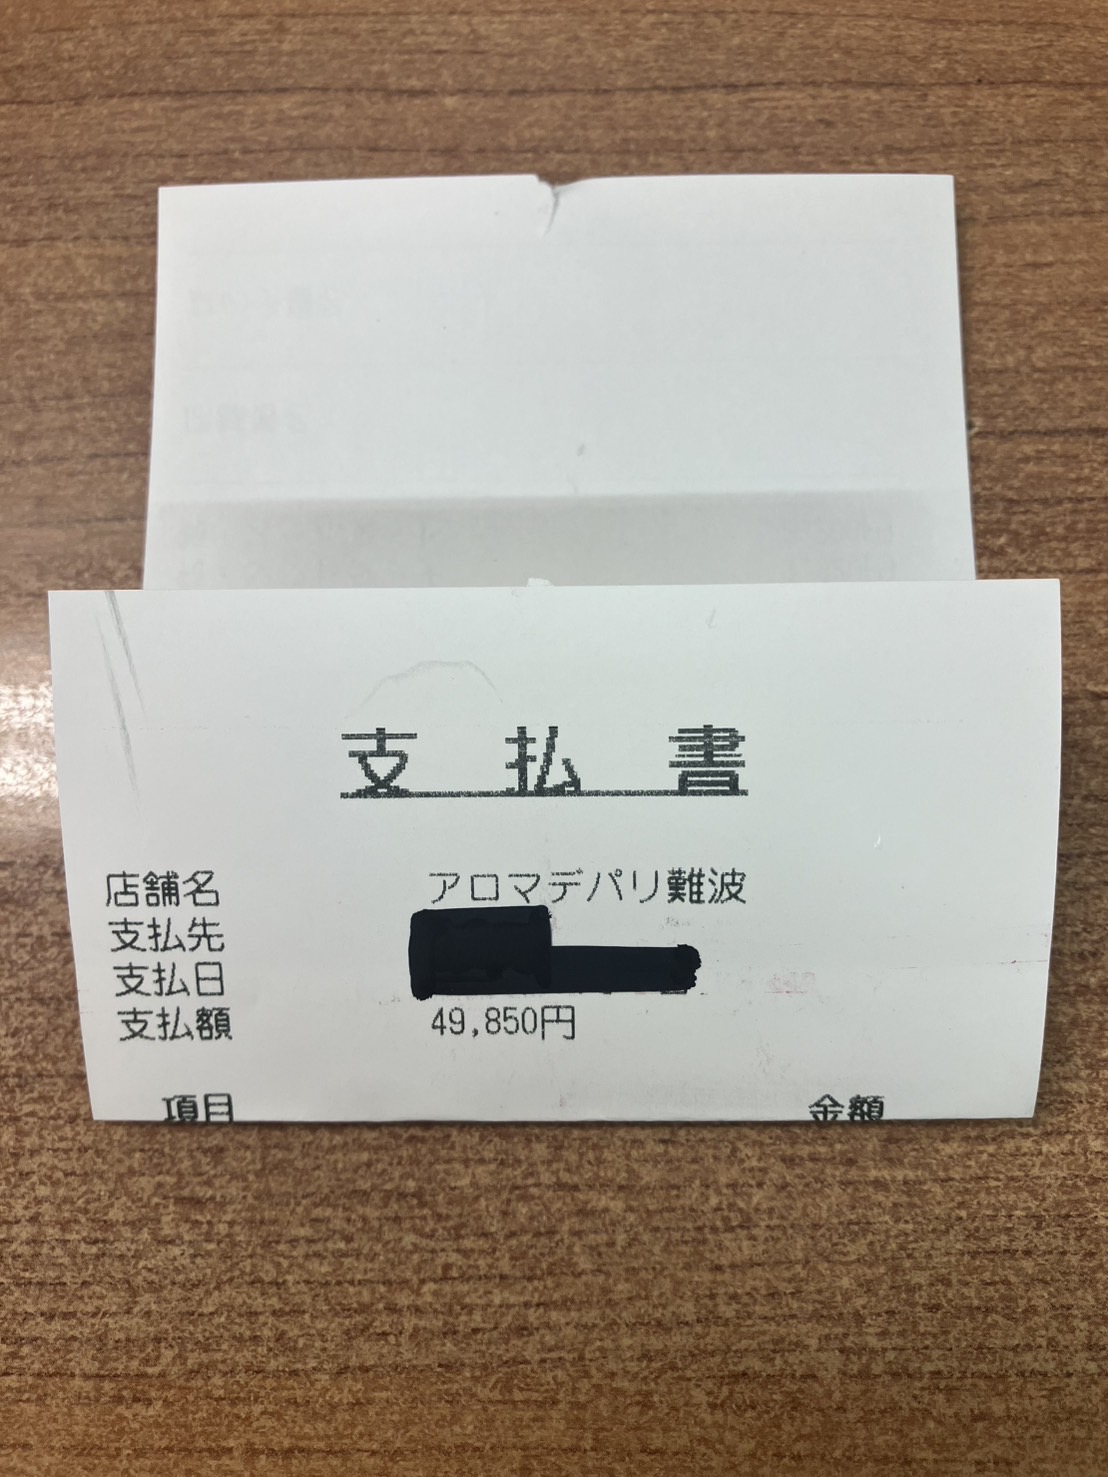 支払書
店舗名 アロマデパリ難波
支払先
支払日
支払額 49,850円
項目 金額